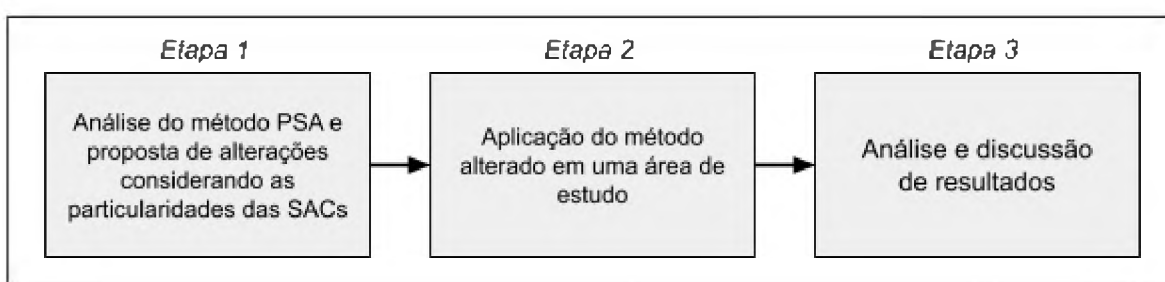 Etapa 1
Análise do método PSA e
proposta de alterações
considerando as
particularidades das SACs
Etapa 2
Aplicação do método
alterado em uma área de
estudo
Etapa 3
Análise e discussão
de resultados